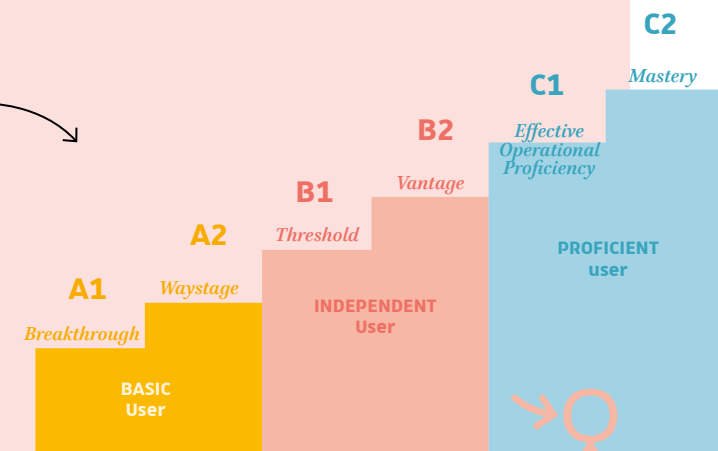 C2
Mastery
C1
Effective
Operational
Proficiency
B2
Vantage
B1
Threshold
A2
Waystage
A1
Breakthrough
PROFICIENT
user
INDEPENDENT
User
BASIC
User